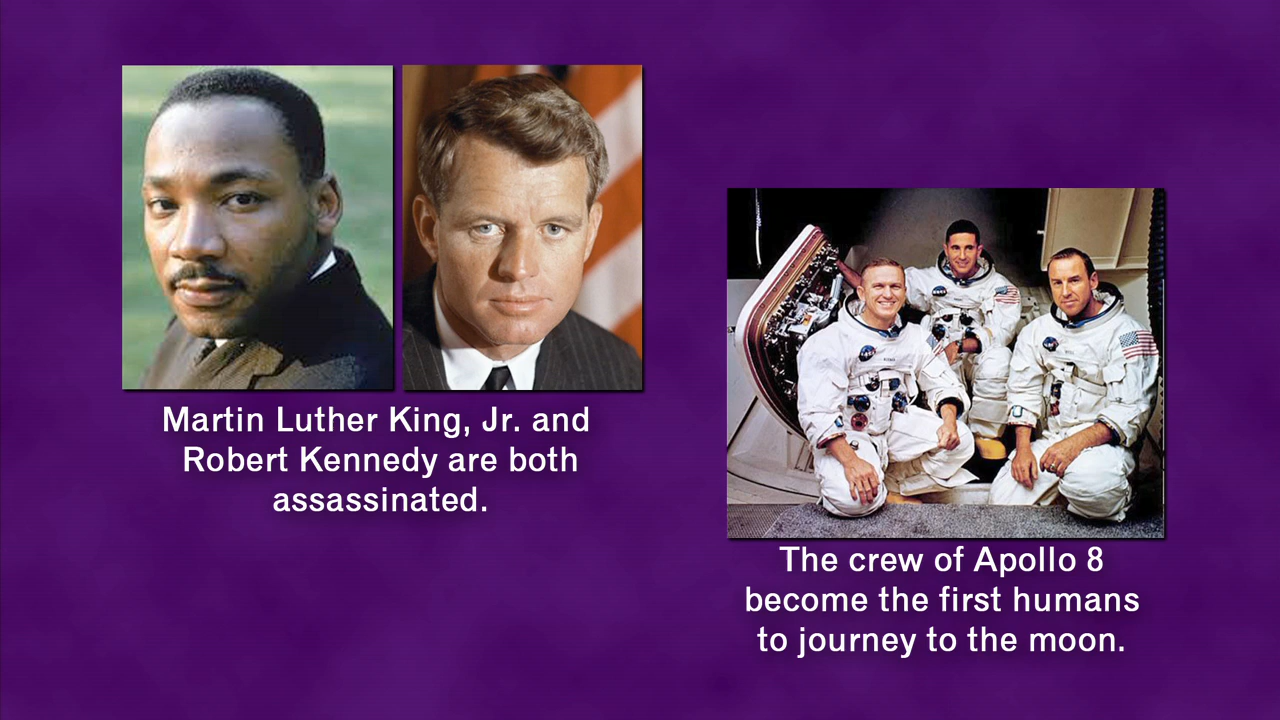 Martin Luther King, Jr. and
Robert Kennedy are both
assassinated.
The crew of Apollo 8
become the first humans
to journey to the moon.